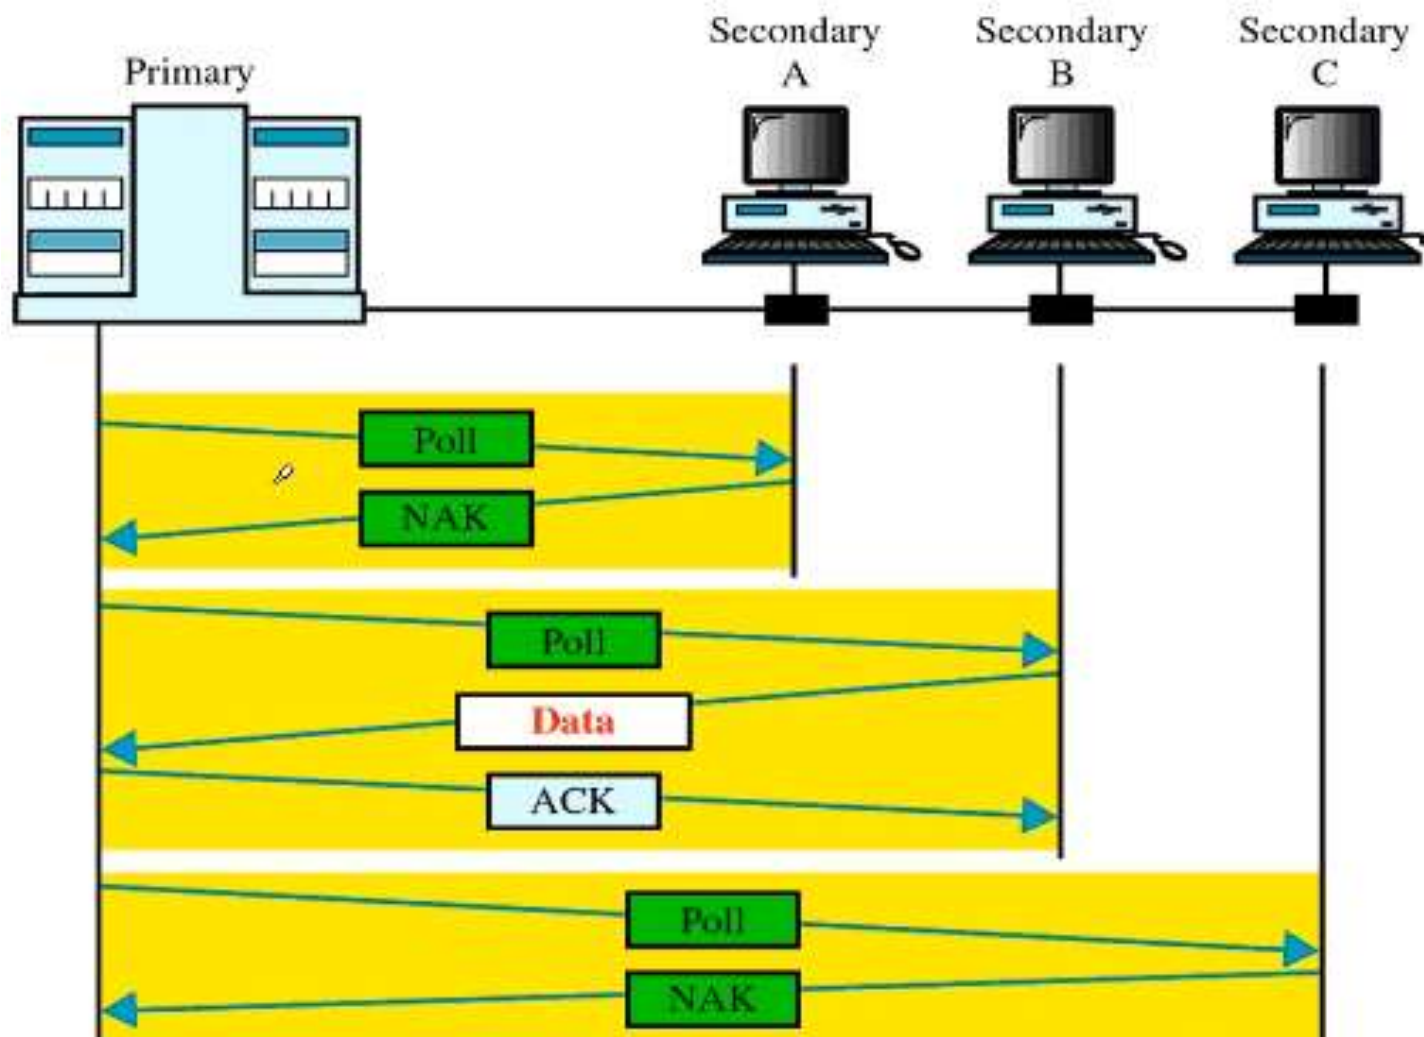 Primary
Secondary
A
Secondary
B
Secondary
C
Poll
NAK
Poll
Data
ACK
Poll
NAK